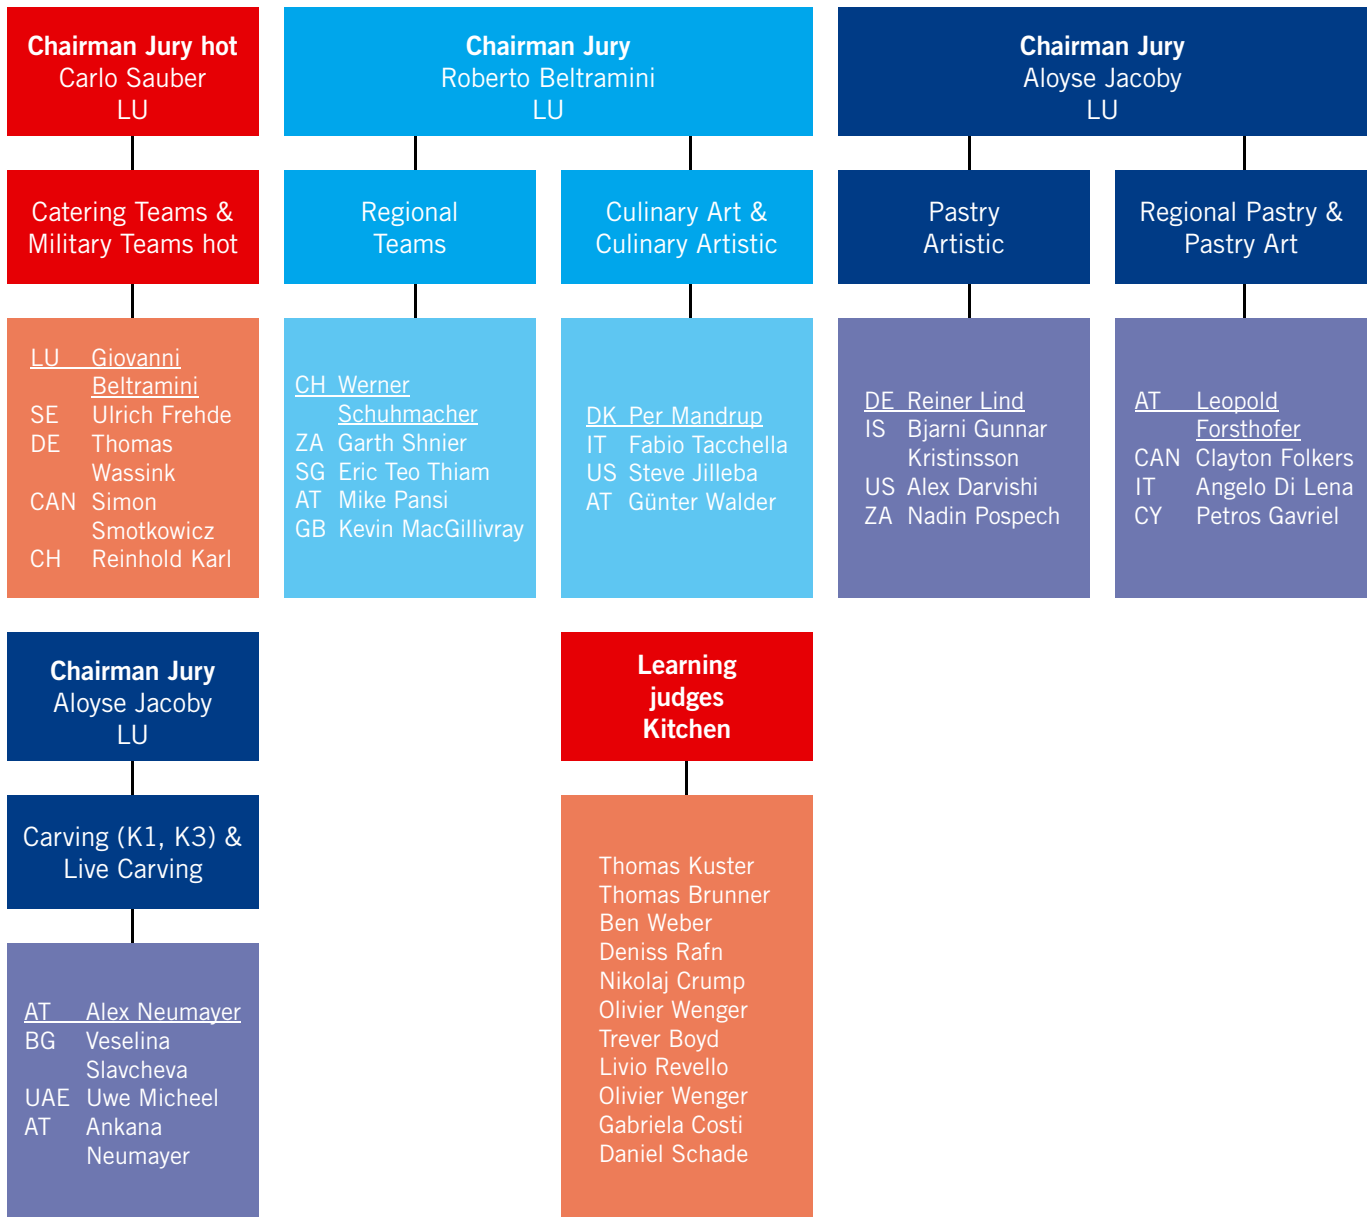 Chairman Jury hot
Carlo Sauber
LU
Chairman Jury
Roberto Beltramini
LU
Chairman Jury
Aloyse Jacoby
LU
Catering Teams &
Military Teams hot
Regional
Teams
Culinary Art &
Culinary Artistic
Pastry
Artistic
Regional Pastry &
Pastry Art
LU Giovanni
Beltramini
SE Ulrich Frehde
DE Thomas
Wassink
CAN Simon
Smotkowicz
CH Reinhold Karl
CH Werner
Schuhmacher
ZA Garth Shnier
SG Eric Teo Thiam
AT Mike Pansi
GB Kevin MacGillivray
DK Per Mandrup
IT Fabio Tacchella
US Steve Jilleba
AT Günter Walder
DE Reiner Lind
IS Bjarni Gunnar
Kristinsson
US Alex Darvishi
ZA Nadin Pospech
AT Leopold
Forsthofer
CAN Clayton Folkers
IT Angelo Di Lena
CY Petros Gavriel
Chairman Jury
Aloyse Jacoby
LU
Carving (K1, K3) &
Live Carving
AT Alex Neumayer
BG Veselina
Slavcheva
UAE Uwe Micheel
AT Ankana
Neumayer
Learning
judges
Kitchen
Thomas Kuster
Thomas Brunner
Ben Weber
Deniss Rafn
Nikolaj Crump
Olivier Wenger
Trever Boyd
Livio Revello
Olivier Wenger
Gabriela Costi
Daniel Schade